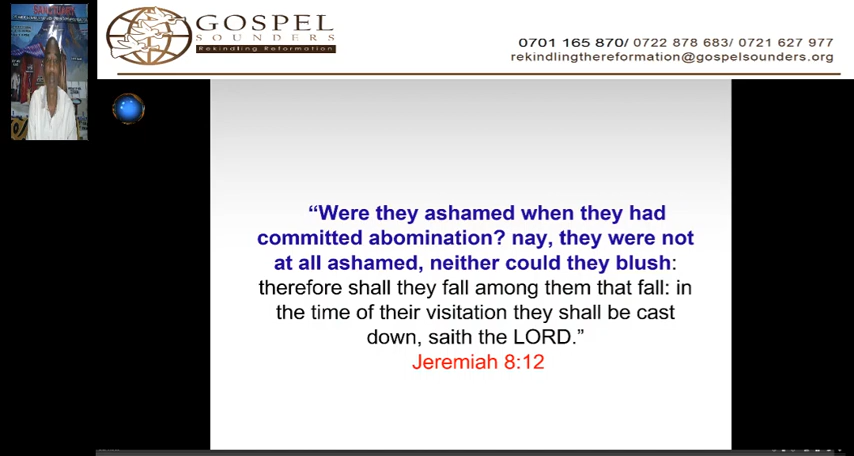 SANCTUARY
GOSPEL
SOUNDERS
Rekindling Reformation
0701 165 870/ 0722 878 683/ 0721 627 977
rekindlingthereformation@gospelsounders.org
“Were they ashamed when they had
committed abomination? nay, they were not
at all ashamed, neither could they blush:
therefore shall they fall among them that fall: in
the time of their visitation they shall be cast
down, saith the LORD.”
Jeremiah 8:12